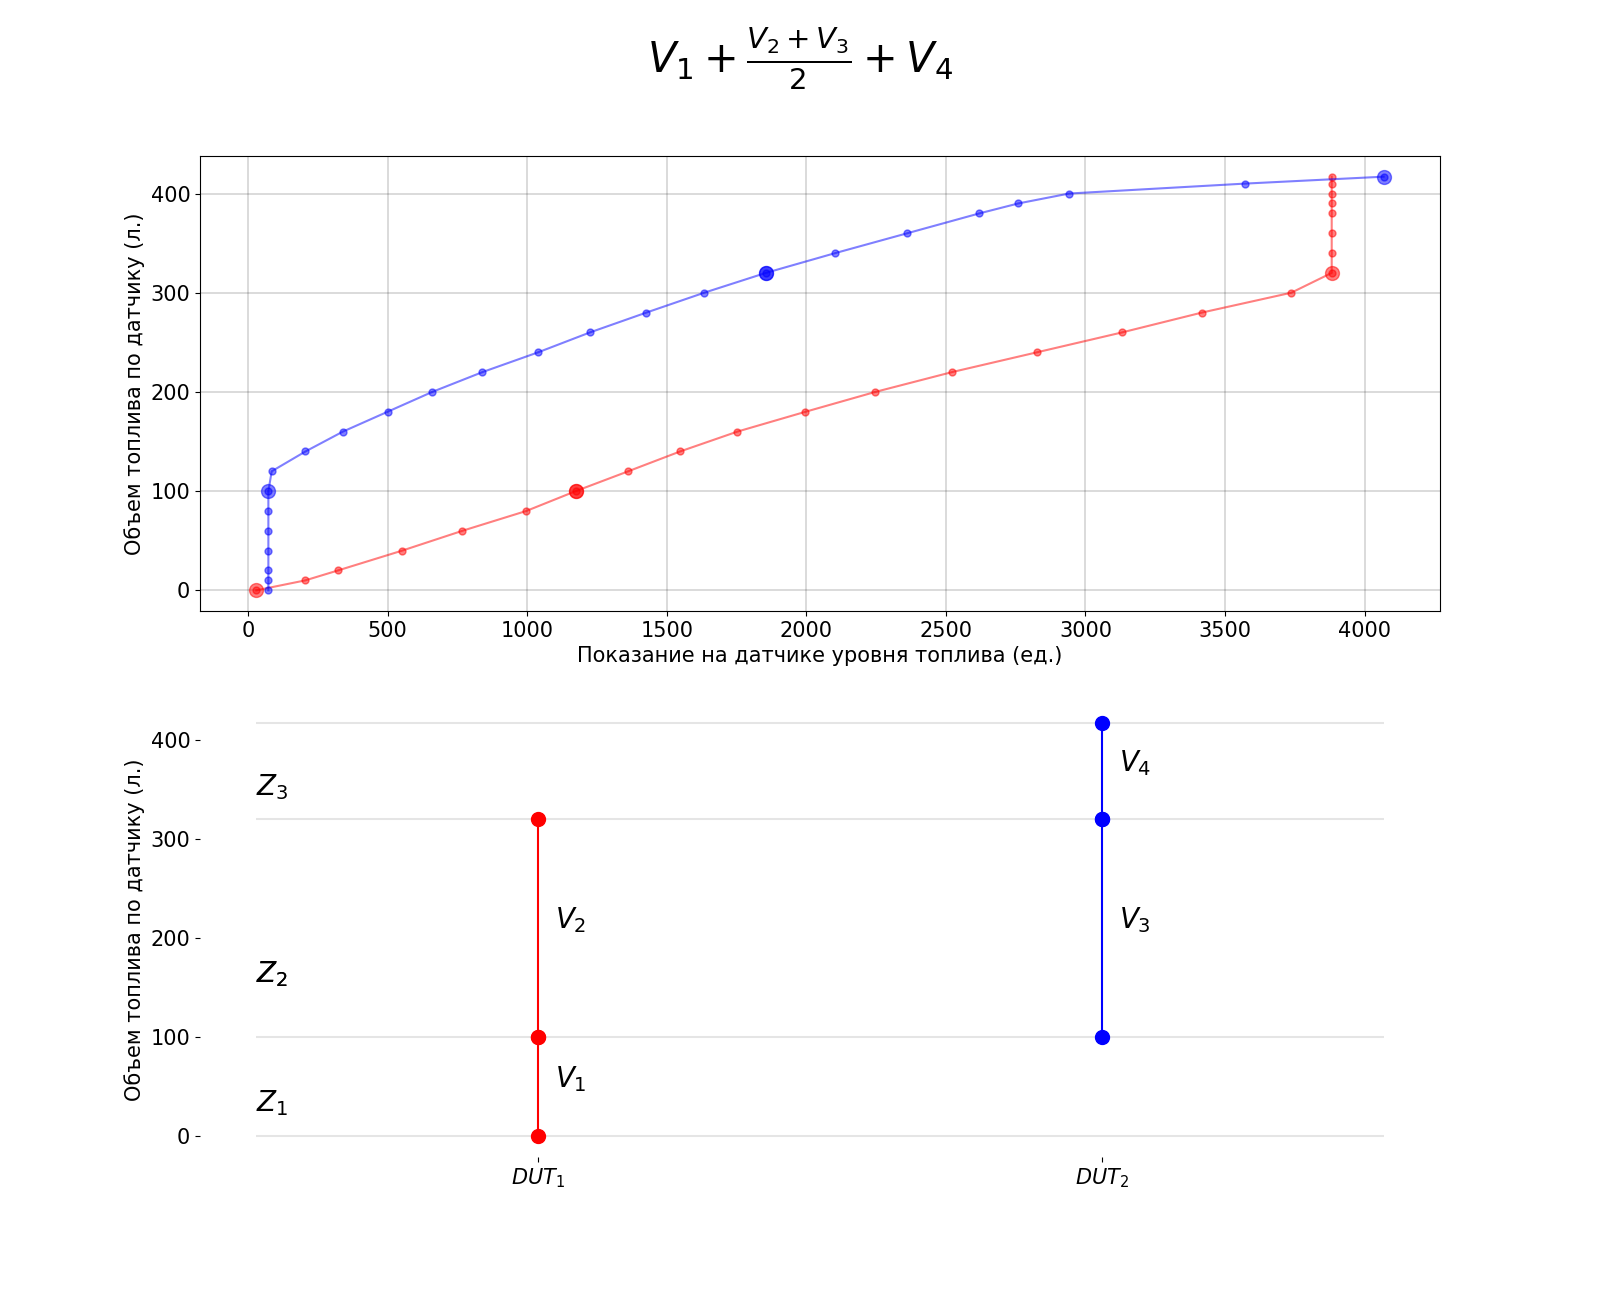 V₁ + (V₂ + V₃)/2 + V₄
Объем топлива по датчику (л.)
400
300
200
100
0
0 500 1000 1500 2000 2500 3000 3500 4000
Показание на датчике уровня топлива (ед.)
Объем топлива по датчику (л.)
400
300
200
100
0
V₄
Z₃
V₂ V₃
Z₂
V₁
Z₁
DUT₁ DUT₂